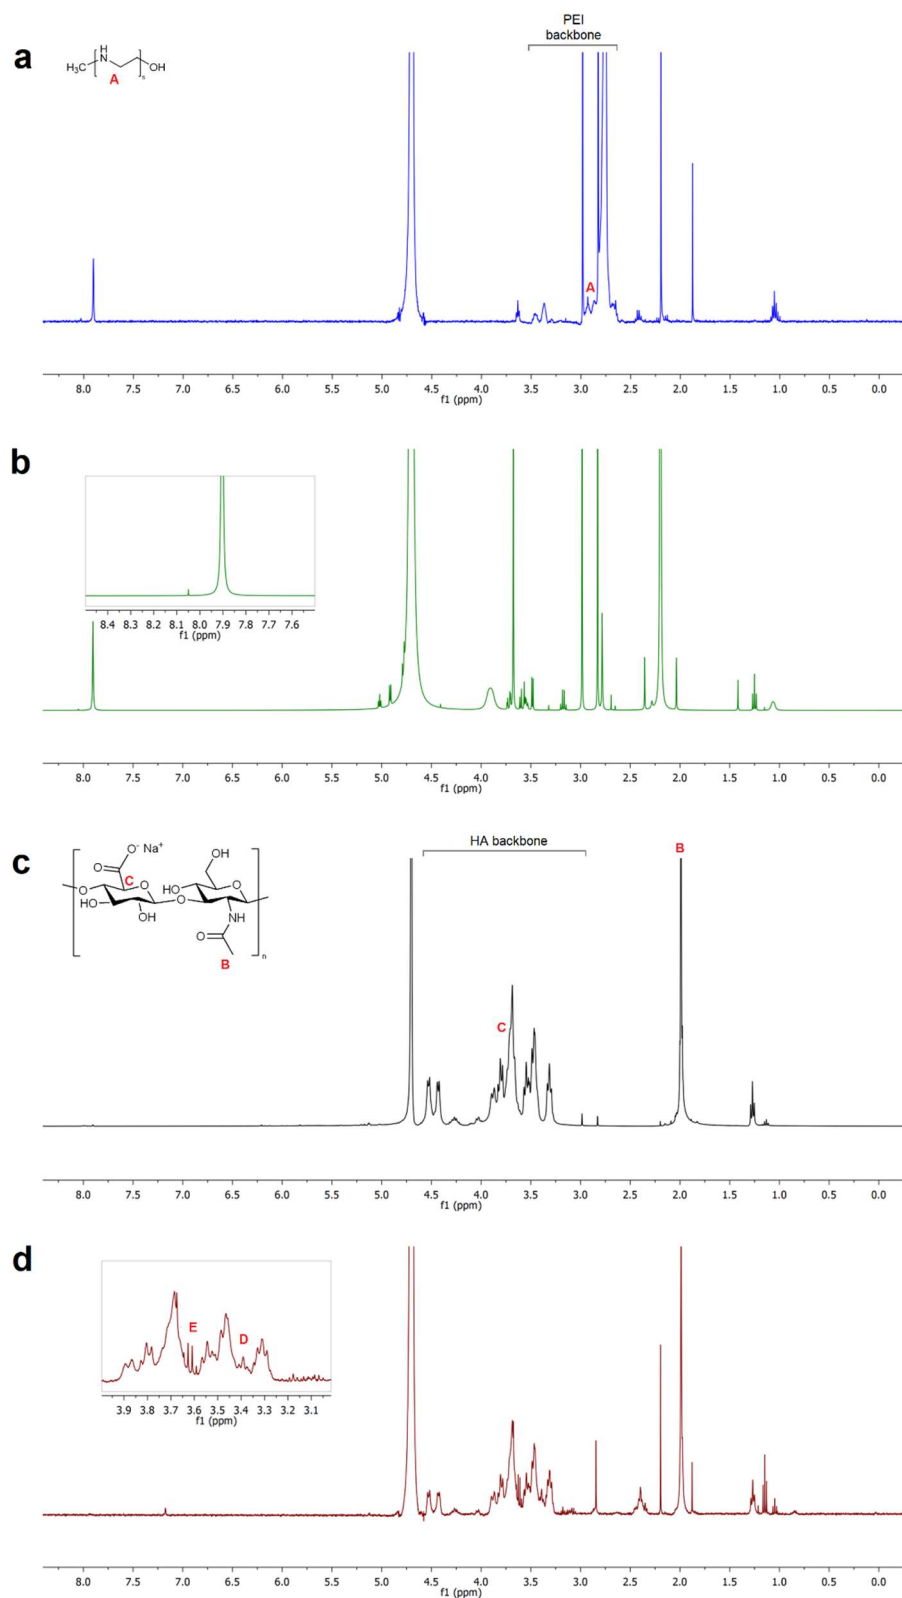 PEI
backbone
a
H
H₃C
N
OH
A
s
A
8.0 7.5 7.0 6.5 6.0 5.5 5.0 4.5 4.0 3.5 3.0 2.5 2.0 1.5 1.0 0.5 0.0
f1 (ppm)
b
8.4 8.3 8.2 8.1 8.0 7.9 7.8 7.7 7.6
f1 (ppm)
8.0 7.5 7.0 6.5 6.0 5.5 5.0 4.5 4.0 3.5 3.0 2.5 2.0 1.5 1.0 0.5 0.0
f1 (ppm)
c
HA backbone
B
O⁻ Na⁺
OH
O
C
O
HO
O
O
HO
OH
O
O
NH
O
n
B
C
8.0 7.5 7.0 6.5 6.0 5.5 5.0 4.5 4.0 3.5 3.0 2.5 2.0 1.5 1.0 0.5 0.0
f1 (ppm)
d
E
D
3.9 3.8 3.7 3.6 3.5 3.4 3.3 3.2 3.1
f1 (ppm)
8.0 7.5 7.0 6.5 6.0 5.5 5.0 4.5 4.0 3.5 3.0 2.5 2.0 1.5 1.0 0.5 0.0
f1 (ppm)